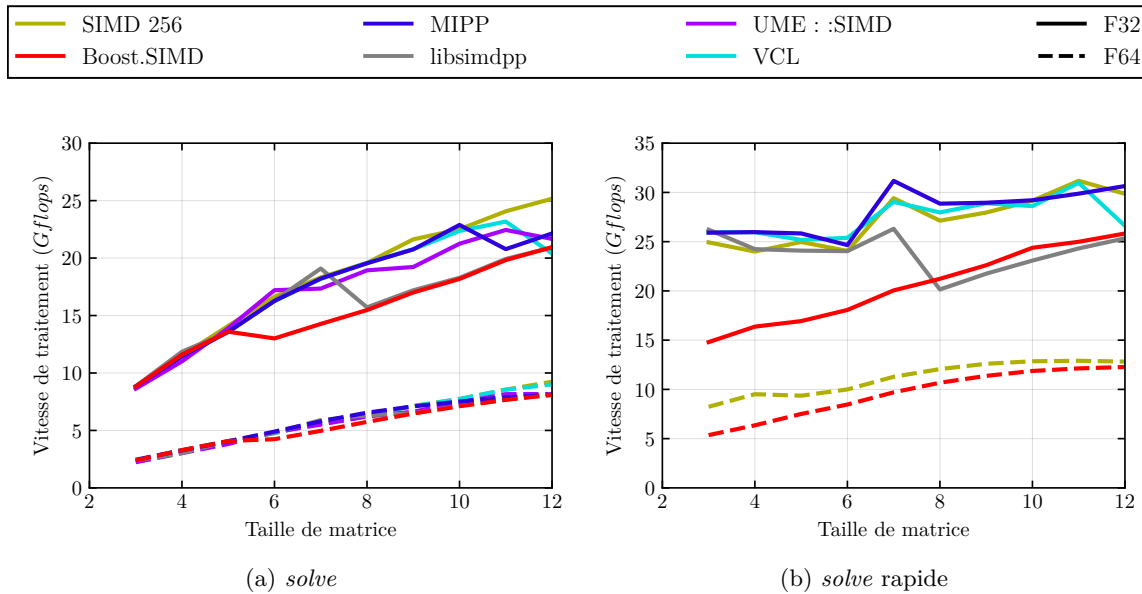 SIMD 256 MIPP UME : :SIMD F32
Boost.SIMD libsimdpp VCL F64
Vitesse de traitement (Gflops)
30
25
20
15
10
5
0
2 4 6 8 10 12
Taille de matrice
(a) solve
Vitesse de traitement (Gflops)
35
30
25
20
15
10
5
0
2 4 6 8 10 12
Taille de matrice
(b) solve rapide